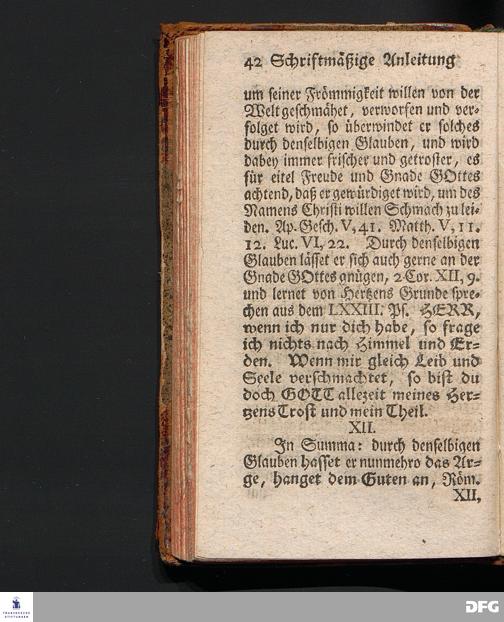 42 Schriftmäßige Anleitung
um seiner Frömmigkeit willen von der
Welt geschmähet, verworfen und ver-
folget wird, so überwindet er solches
durch denselbigen Glauben, und wird
dabey immer frischer und getroster, es
für eitel Freude und Gnade GOttes
achtend, daß er gewürdiget wird, um des
Namens Christi willen Schmach zu lei-
den. Ap. Gesch. V, 41. Matth. V, 11.
12. Luc. VI, 22. Durch denselbigen
Glauben lässet er sich auch gerne an der
Gnade GOttes gnügen, 2 Cor. XII, 9.
und lernet von Hertzens Grunde spre-
chen aus dem LXXIII. Ps. HERR,
wenn ich nur dich habe, so frage
ich nichts nach Himmel und Er-
den. Wenn mir gleich Leib und
Seele verschmachtet, so bist du
doch GOTT allezeit meines Her-
tzens Trost und mein Theil.
XII.
In Summa: durch denselbigen
Glauben hasset er nunmehro das Ar-
ge, hanget dem Guten an, Röm.
XII,
FRANCKESCHE
STIFTUNGEN
DFG